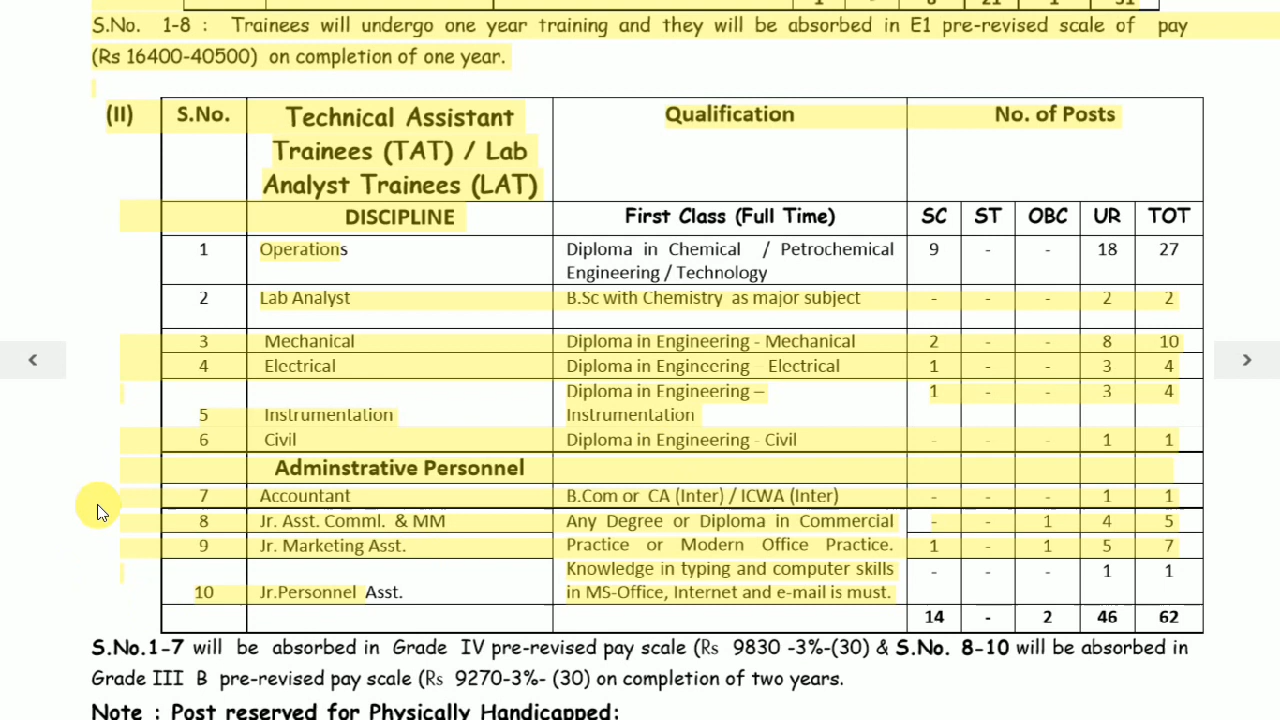 1 - 8 21 1 31
S.No. 1-8 : Trainees will undergo one year training and they will be absorbed in E1 pre-revised scale of pay
(Rs 16400-40500) on completion of one year.
(II) S.No. Technical Assistant Qualification No. of Posts
Trainees (TAT) / Lab
Analyst Trainees (LAT)
DISCIPLINE First Class (Full Time) SC ST OBC UR TOT
1 Operations Diploma in Chemical / Petrochemical 9 - - 18 27
Engineering / Technology
2 Lab Analyst B.Sc with Chemistry as major subject - - - 2 2
3 Mechanical Diploma in Engineering - Mechanical 2 - - 8 10
4 Electrical Diploma in Engineering - Electrical 1 - - 3 4
Diploma in Engineering – 1 - - 3 4
5 Instrumentation Instrumentation
6 Civil Diploma in Engineering - Civil - - - 1 1
Adminstrative Personnel
7 Accountant B.Com or CA (Inter) / ICWA (Inter) - - - 1 1
8 Jr. Asst. Comml. & MM Any Degree or Diploma in Commercial - - 1 4 5
9 Jr. Marketing Asst. Practice or Modern Office Practice. 1 - 1 5 7
Knowledge in typing and computer skills - - - 1 1
10 Jr.Personnel Asst. in MS-Office, Internet and e-mail is must.
14 - 2 46 62
S.No.1-7 will be absorbed in Grade IV pre-revised pay scale (Rs 9830 -3%-(30) & S.No. 8-10 will be absorbed in
Grade III B pre-revised pay scale (Rs 9270-3%- (30) on completion of two years.
Note : Post reserved for Physically Handicapped: